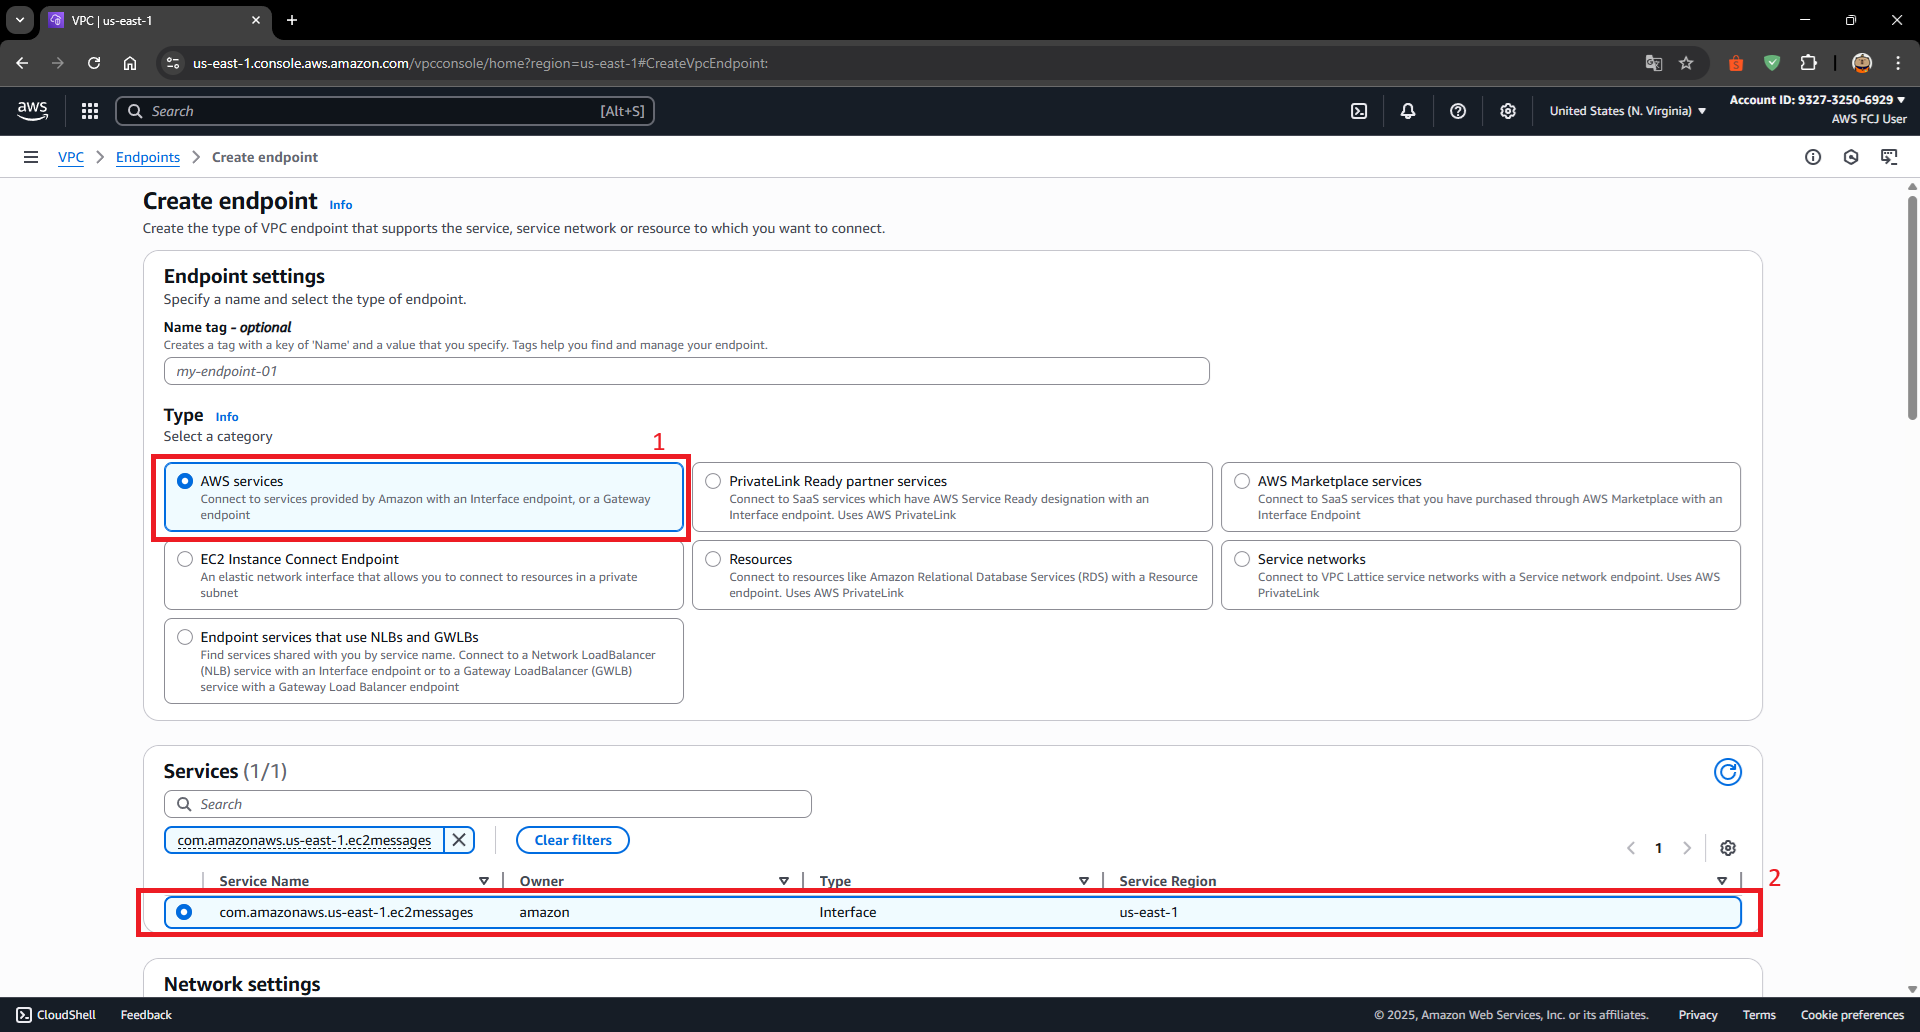 VPC | us-east-1
us-east-1.console.aws.amazon.com/vpcconsole/home?region=us-east-1#CreateVpcEndpoint:
aws
Search
[Alt+S]
United States (N. Virginia)
Account ID: 9327-3250-6929
AWS FCJ User
VPC
Endpoints
Create endpoint
Create endpoint Info
Create the type of VPC endpoint that supports the service, service network or resource to which you want to connect.
Endpoint settings
Specify a name and select the type of endpoint.
Name tag - optional
Creates a tag with a key of 'Name' and a value that you specify. Tags help you find and manage your endpoint.
my-endpoint-01
Type Info
Select a category
1
AWS services
Connect to services provided by Amazon with an Interface endpoint, or a Gateway
endpoint
PrivateLink Ready partner services
Connect to SaaS services which have AWS Service Ready designation with an
Interface endpoint. Uses AWS PrivateLink
AWS Marketplace services
Connect to SaaS services that you have purchased through AWS Marketplace with an
Interface Endpoint
EC2 Instance Connect Endpoint
An elastic network interface that allows you to connect to resources in a private
subnet
Resources
Connect to resources like Amazon Relational Database Services (RDS) with a Resource
endpoint. Uses AWS PrivateLink
Service networks
Connect to VPC Lattice service networks with a Service network endpoint. Uses AWS
PrivateLink
Endpoint services that use NLBs and GWLBs
Find services shared with you by service name. Connect to a Network LoadBalancer
(NLB) service with an Interface endpoint or to a Gateway LoadBalancer (GWLB)
service with a Gateway Load Balancer endpoint
Services (1/1)
Search
com.amazonaws.us-east-1.ec2messages
Clear filters
1
Service Name
Owner
Type
Service Region
2
com.amazonaws.us-east-1.ec2messages
amazon
Interface
us-east-1
Network settings
CloudShell
Feedback
© 2025, Amazon Web Services, Inc. or its affiliates.
Privacy
Terms
Cookie preferences